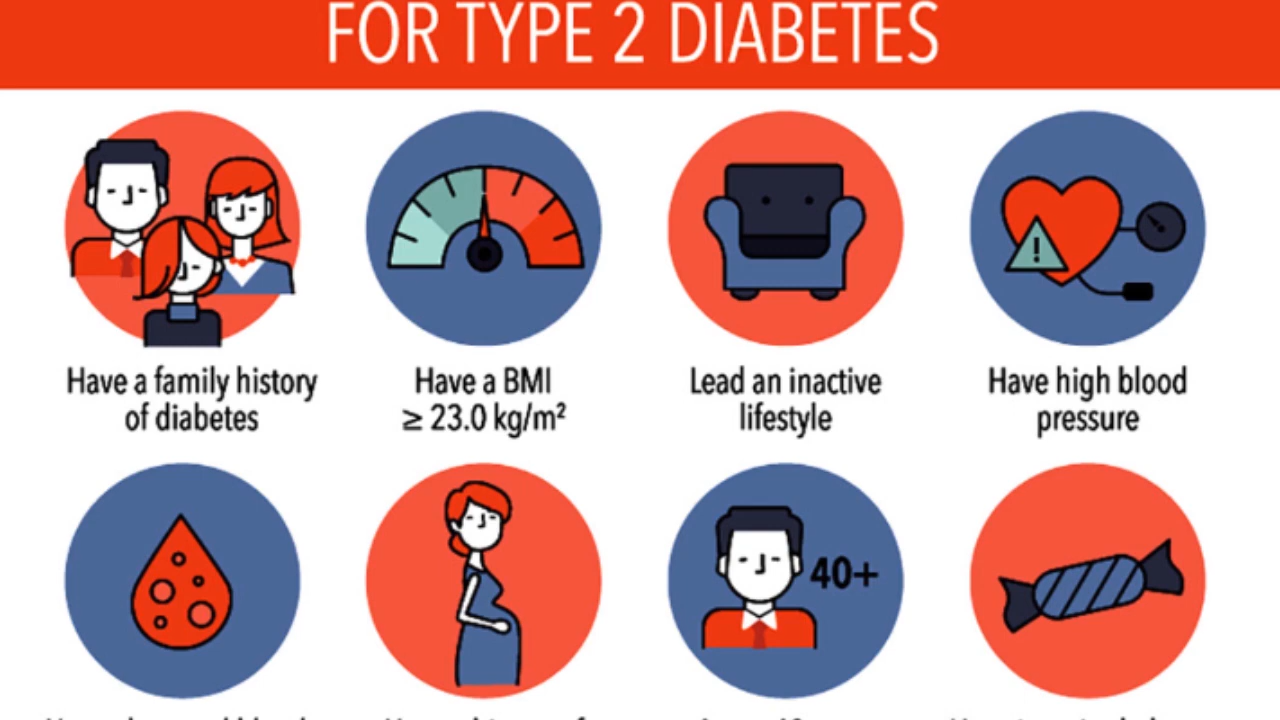 FOR TYPE 2 DIABETES
Have a family history
of diabetes
Have a BMI
≥ 23.0 kg/m²
Lead an inactive
lifestyle
Have high blood
pressure
40+